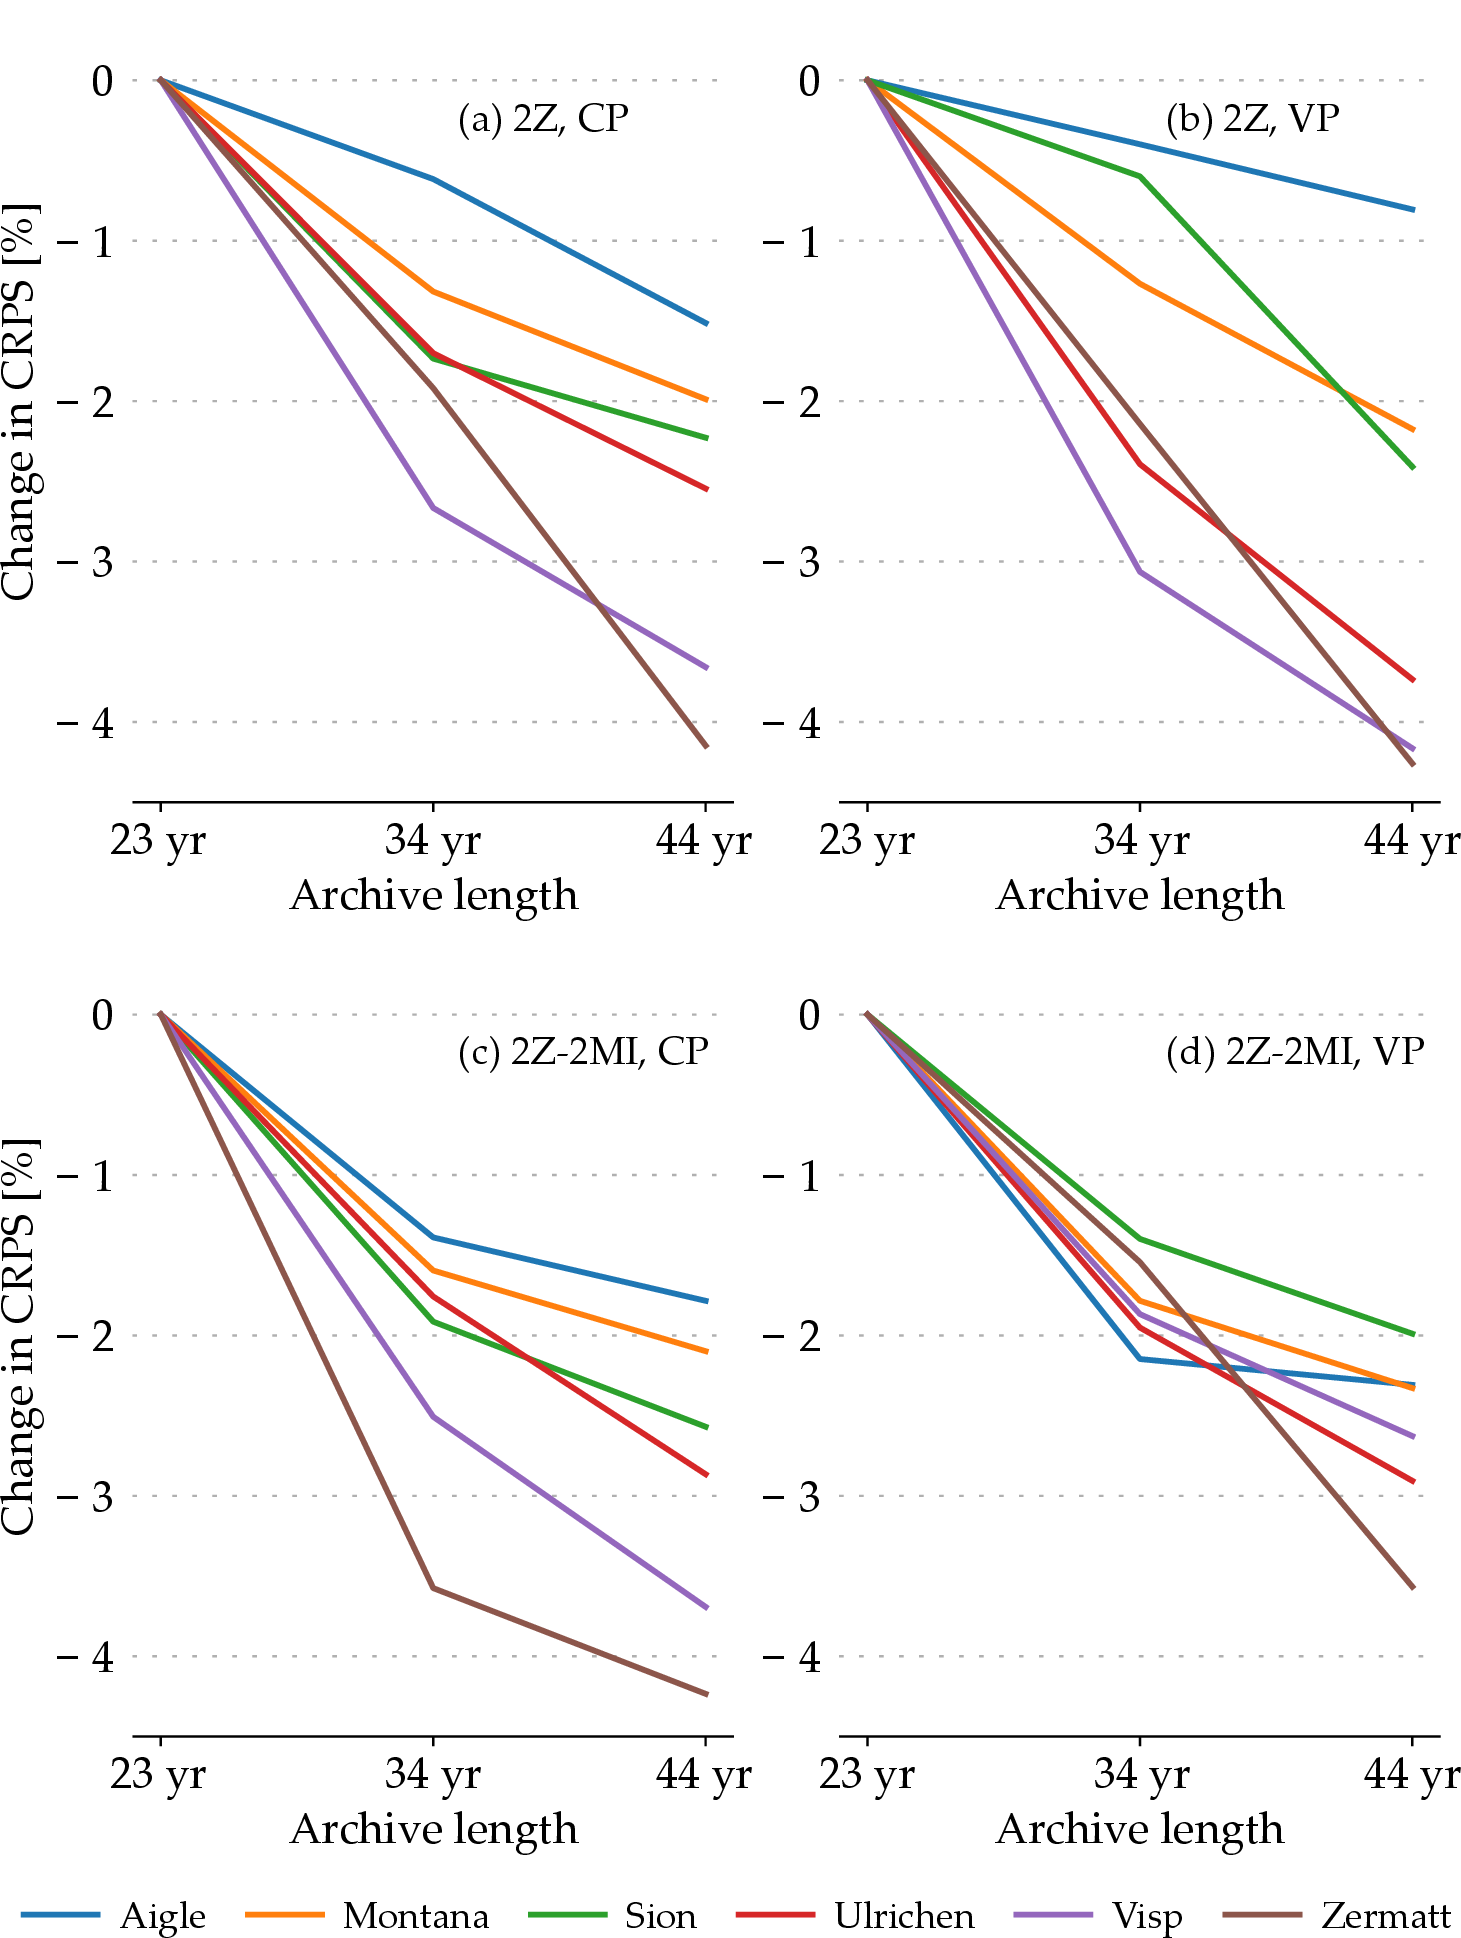 (a) 2Z, CP
0
− 1
− 2
− 3
− 4
Change in CRPS [%]
23 yr 34 yr 44 yr
Archive length
(b) 2Z, VP
0
− 1
− 2
− 3
− 4
23 yr 34 yr 44 yr
Archive length
(c) 2Z-2MI, CP
0
− 1
− 2
− 3
− 4
Change in CRPS [%]
23 yr 34 yr 44 yr
Archive length
(d) 2Z-2MI, VP
0
− 1
− 2
− 3
− 4
23 yr 34 yr 44 yr
Archive length
Aigle Montana Sion Ulrichen Visp Zermatt